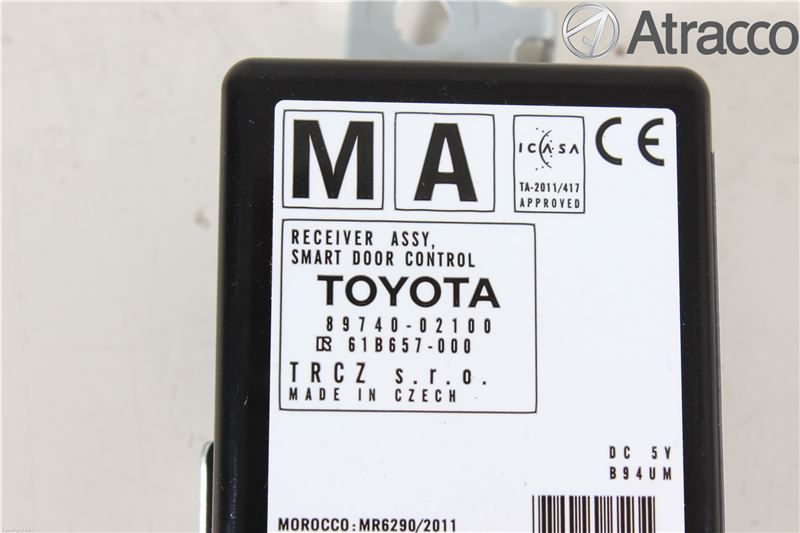 Atracco
M A
ICASA
TA-2011/417
APPROVED
CE
RECEIVER ASSY,
SMART DOOR CONTROL
TOYOTA
89740-02100
61B657-000
TRCZ s.r.o.
MADE IN CZECH
DC 5V
B94UM
MOROCCO:MR6290/2011